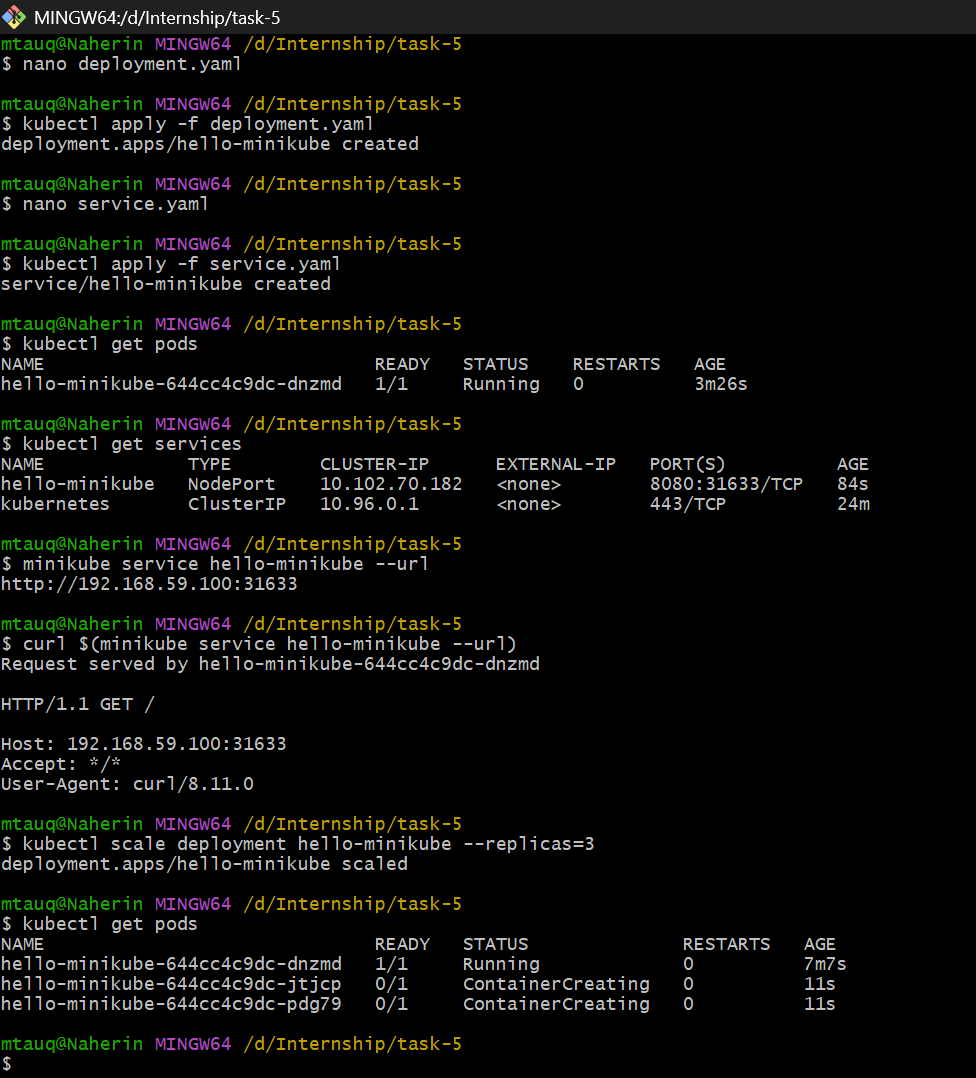 MINGW64:/d/Internship/task-5
mtauq@Naherin MINGW64 /d/Internship/task-5
$ nano deployment.yaml
mtauq@Naherin MINGW64 /d/Internship/task-5
$ kubectl apply -f deployment.yaml
deployment.apps/hello-minikube created
mtauq@Naherin MINGW64 /d/Internship/task-5
$ nano service.yaml
mtauq@Naherin MINGW64 /d/Internship/task-5
$ kubectl apply -f service.yaml
service/hello-minikube created
mtauq@Naherin MINGW64 /d/Internship/task-5
$ kubectl get pods
NAME                              READY   STATUS    RESTARTS   AGE
hello-minikube-644cc4c9dc-dnzmd   1/1     Running   0          3m26s
mtauq@Naherin MINGW64 /d/Internship/task-5
$ kubectl get services
NAME             TYPE        CLUSTER-IP      EXTERNAL-IP   PORT(S)          AGE
hello-minikube   NodePort    10.102.70.182   <none>        8080:31633/TCP   84s
kubernetes       ClusterIP   10.96.0.1       <none>        443/TCP          24m
mtauq@Naherin MINGW64 /d/Internship/task-5
$ minikube service hello-minikube --url
http://192.168.59.100:31633
mtauq@Naherin MINGW64 /d/Internship/task-5
$ curl $(minikube service hello-minikube --url)
Request served by hello-minikube-644cc4c9dc-dnzmd
HTTP/1.1 GET /
Host: 192.168.59.100:31633
Accept: */*
User-Agent: curl/8.11.0
mtauq@Naherin MINGW64 /d/Internship/task-5
$ kubectl scale deployment hello-minikube --replicas=3
deployment.apps/hello-minikube scaled
mtauq@Naherin MINGW64 /d/Internship/task-5
$ kubectl get pods
NAME                              READY   STATUS              RESTARTS   AGE
hello-minikube-644cc4c9dc-dnzmd   1/1     Running             0          7m7s
hello-minikube-644cc4c9dc-jtjcp   0/1     ContainerCreating   0          11s
hello-minikube-644cc4c9dc-pdg79   0/1     ContainerCreating   0          11s
mtauq@Naherin MINGW64 /d/Internship/task-5
$